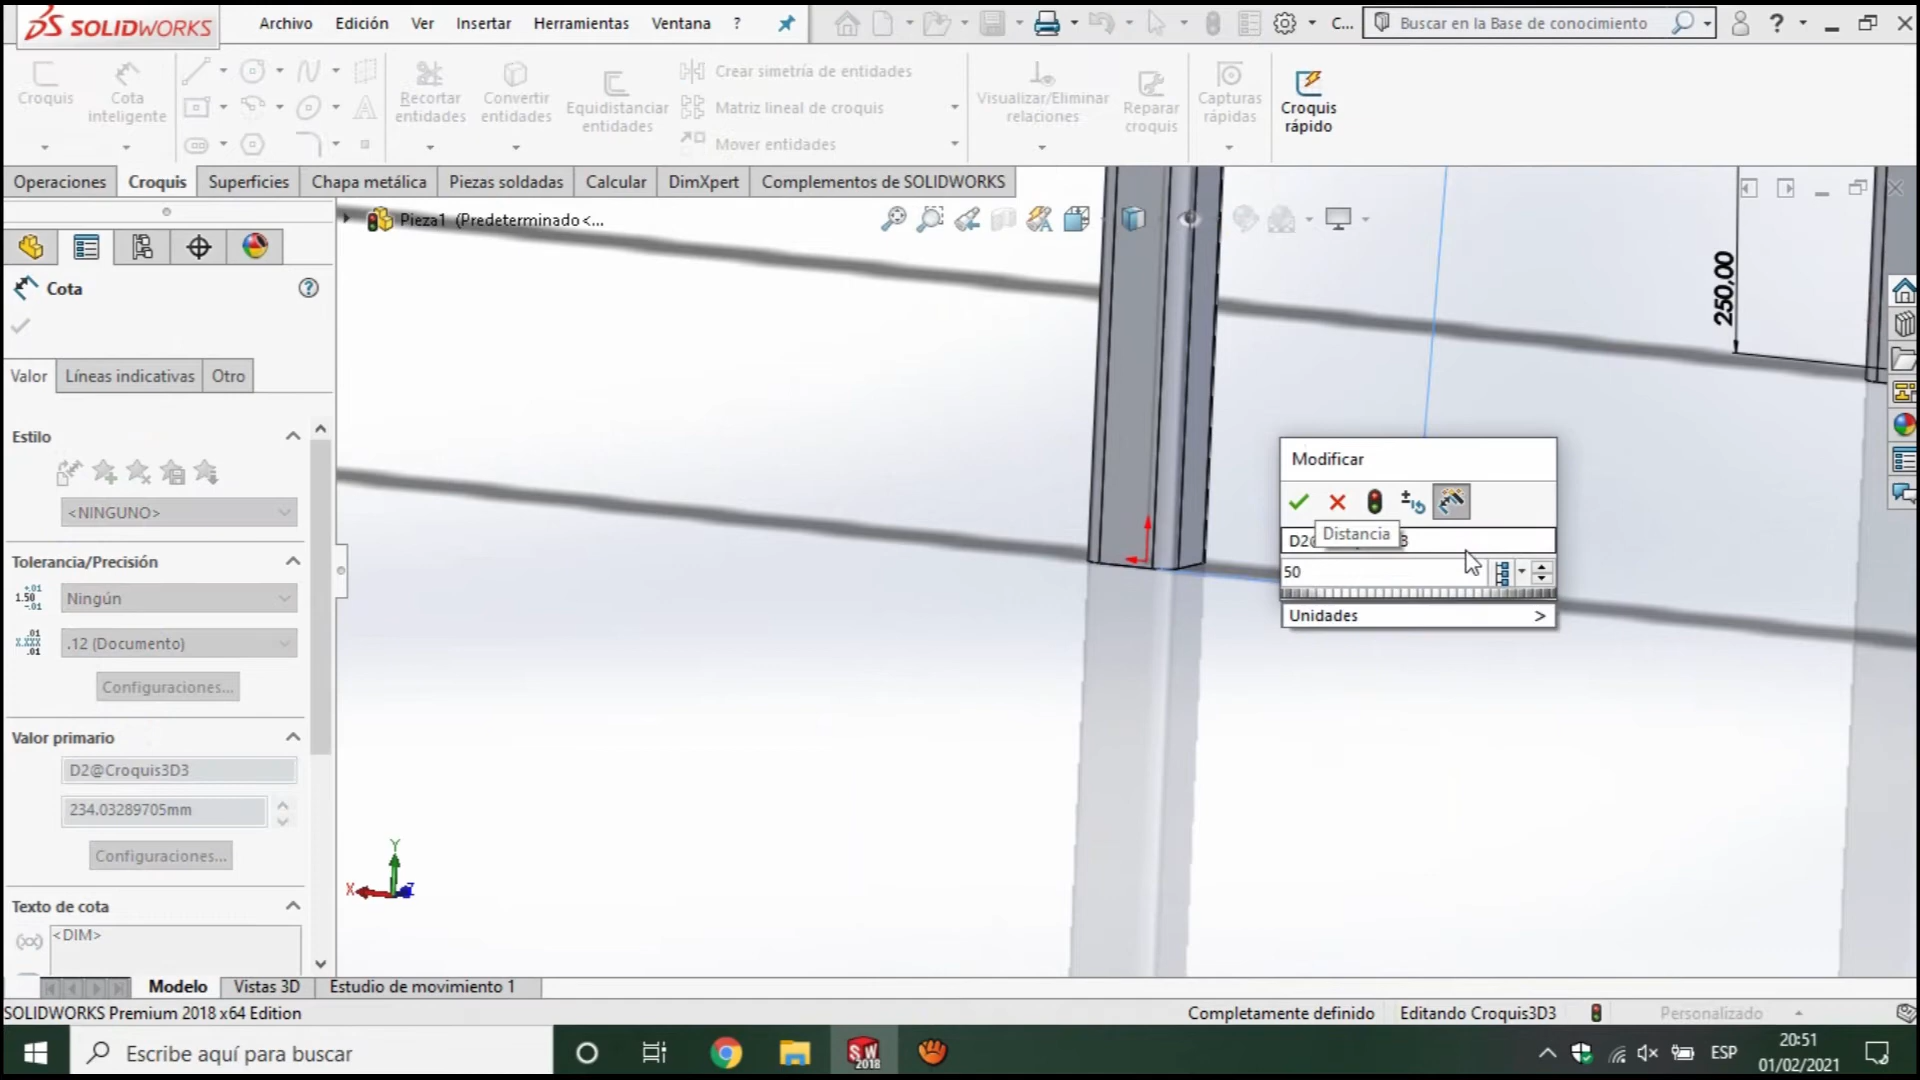 SOLIDWORKS
Archivo Edición Ver Insertar Herramientas Ventana ?
C...
Buscar en la Base de conocimiento
?
Croquis
Cota inteligente
Recortar entidades
Convertir entidades
Equidistanciar entidades
Crear simetría de entidades
Matriz lineal de croquis
Mover entidades
Visualizar/Eliminar relaciones
Reparar croquis
Capturas rápidas
Croquis rápido
Operaciones Croquis Superficies Chapa metálica Piezas soldadas Calcular DimXpert Complementos de SOLIDWORKS
Pieza1 (Predeterminado<...
Cota
Valor Líneas indicativas Otro
Estilo
<NINGUNO>
Tolerancia/Precisión
Ningún
.12 (Documento)
Configuraciones...
Valor primario
D2@Croquis3D3
234.03289705mm
Configuraciones...
Texto de cota
<DIM>
250,00
Modificar
Distancia
50
Unidades >
Y
X
Z
Modelo Vistas 3D Estudio de movimiento 1
SOLIDWORKS Premium 2018 x64 Edition
Completamente definido Editando Croquis3D3 Personalizado
Escribe aquí para buscar
SW 2018
ESP
20:51
01/02/2021